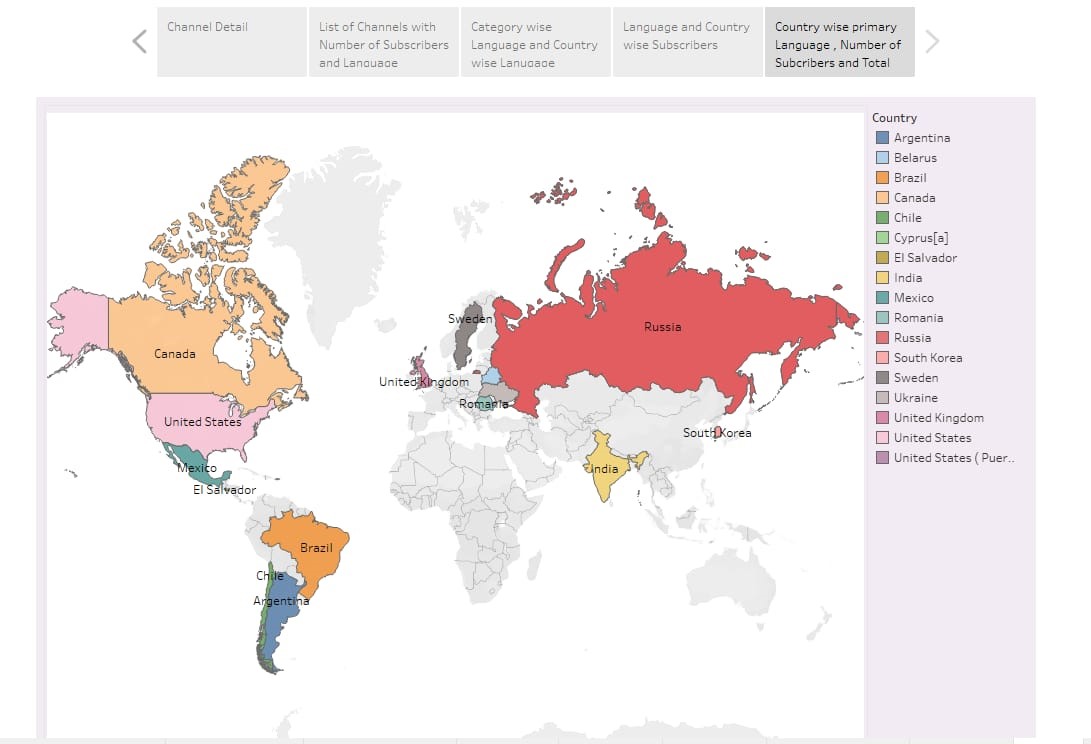 Channel Detail
List of Channels with
Number of Subscribers
and Language
Category wise
Language and Country
wise Language
Language and Country
wise Subscribers
Country wise primary
Language , Number of
Subcribers and Total
Country
Argentina
Belarus
Brazil
Canada
Chile
Cyprus[a]
El Salvador
India
Mexico
Romania
Russia
South Korea
Sweden
Ukraine
United Kingdom
United States
United States ( Puer..
Sweden
Russia
Canada
United Kingdom
Romania
United States
South Korea
Mexico
India
El Salvador
Brazil
Chile
Argentina